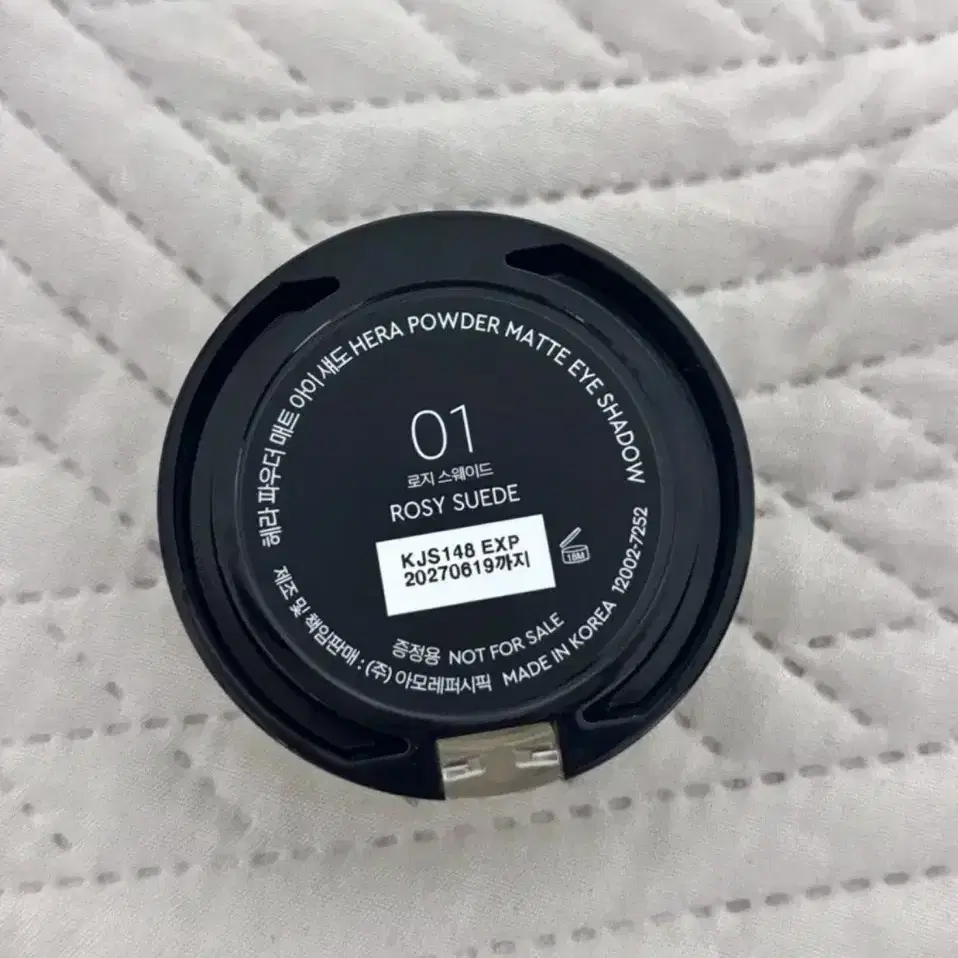 헤라 파우더 매트 아이 섀도 HERA POWDER MATTE EYE SHADOW
01
로지 스웨이드
ROSY SUEDE
KJS148 EXP
20270619까지
18M
증정용 NOT FOR SALE
제조 및 책임판매 : (주) 아모레퍼시픽 MADE IN KOREA 12002-7252